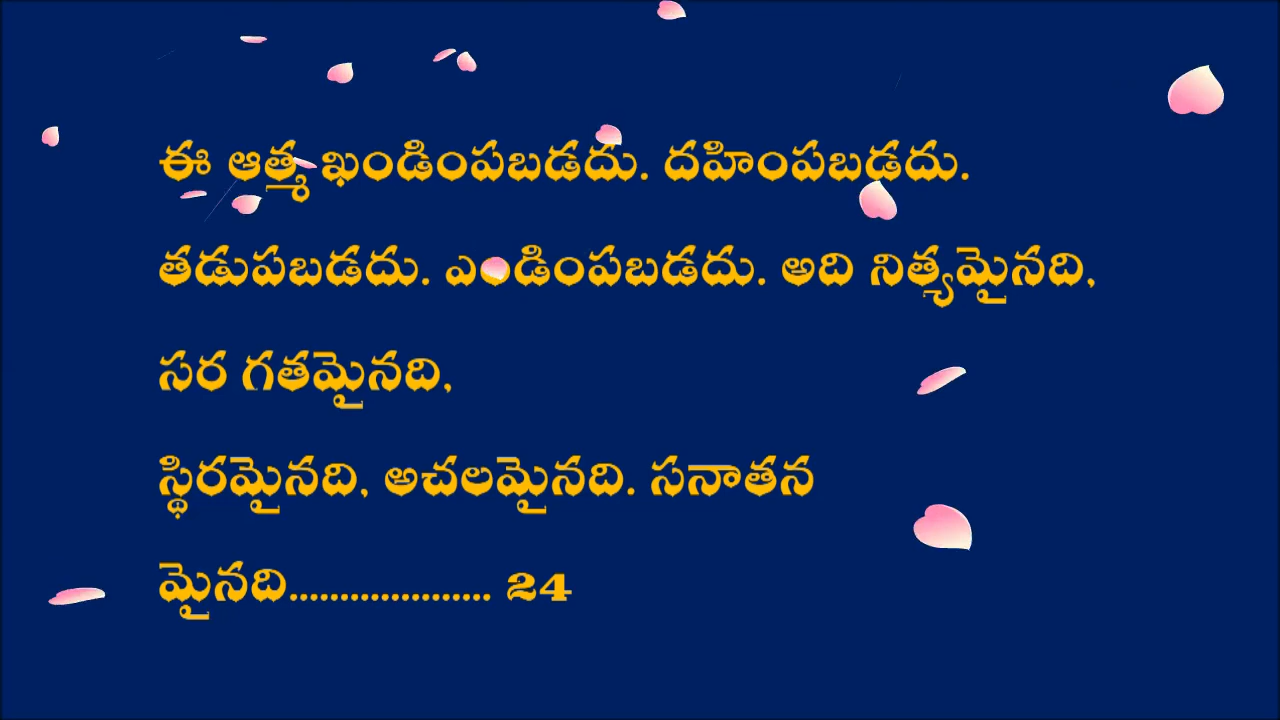 ఈ ఆత్మ ఖండింపబడదు. దహింపబడదు.
తడుపబడదు. ఎండింపబడదు. అది నిత్యమైనది,
సర గతమైనది,
స్థిరమైనది, అచలమైనది. సనాతన
మైనది.................... 24